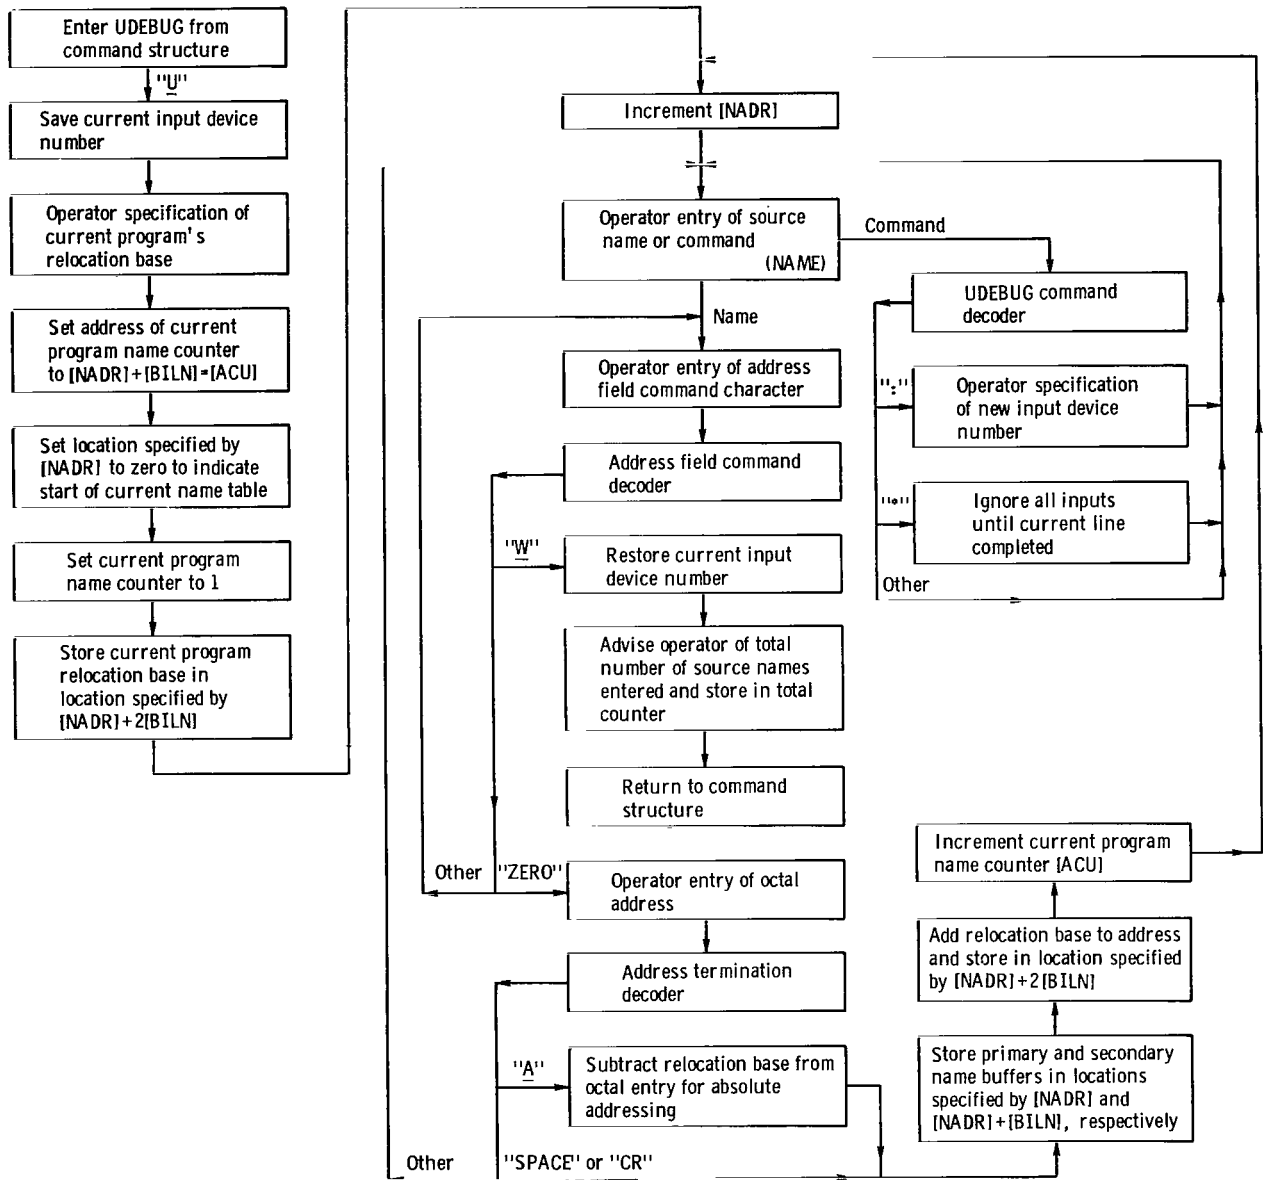 Enter UDEBUG from
command structure
"U"
Save current input device
number
Operator specification of
current program's
relocation base
Set address of current
program name counter
to [NADR]+[BILN]=[ACU]
Set location specified by
[NADR] to zero to indicate
start of current name table
Set current program
name counter to 1
Store current program
relocation base in
location specified by
[NADR]+2[BILN]
Increment [NADR]
Operator entry of source
name or command
(NAME)
Command
Name
UDEBUG command
decoder
":"
Operator specification
of new input device
number
Ignore all inputs
until current line
completed
Other
Operator entry of address
field command character
Address field command
decoder
"W"
Restore current input
device number
Advise operator of total
number of source names
entered and store in total
counter
Return to command
structure
Other
"ZERO"
Operator entry of octal
address
Address termination
decoder
"A"
Subtract relocation base from
octal entry for absolute
addressing
Other
"SPACE" or "CR"
Increment current program
name counter [ACU]
Add relocation base to address
and store in location specified
by [NADR]+2[BILN]
Store primary and secondary
name buffers in locations
specified by [NADR] and
[NADR]+[BILN], respectively